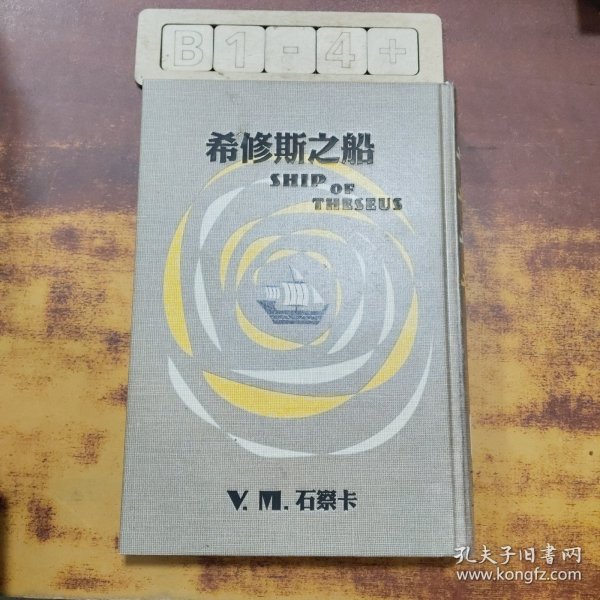 B1-4+
希修斯之船
SHIP OF
THESEUS
V. M. 石察卡
孔夫子旧书网
www.kongfz.com